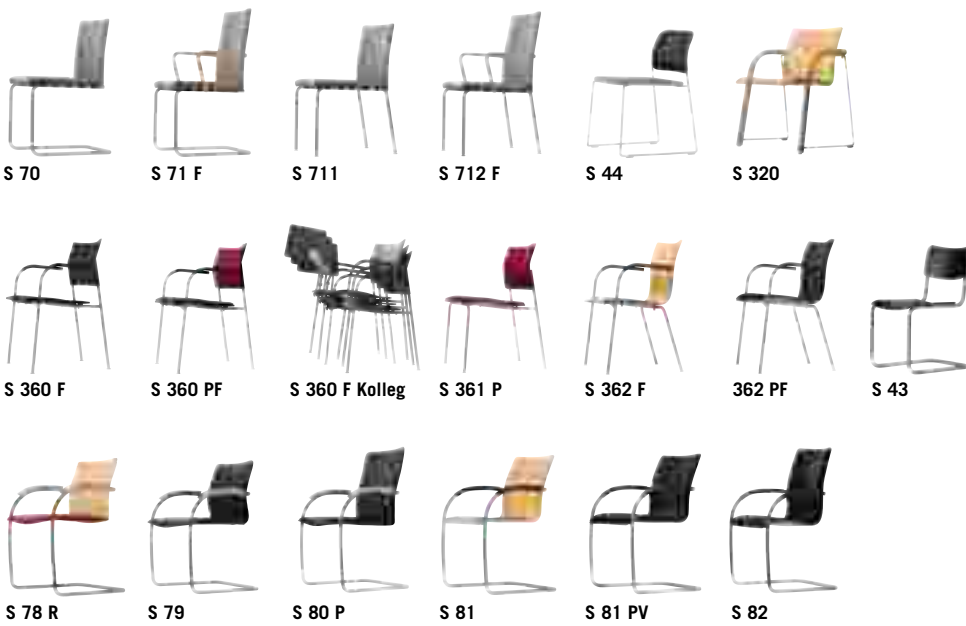 S 70
S 71 F
S 711
S 712 F
S 44
S 320
S 360 F
S 360 PF
S 360 F Kolleg
S 361 P
S 362 F
362 PF
S 43
S 78 R
S 79
S 80 P
S 81
S 81 PV
S 82